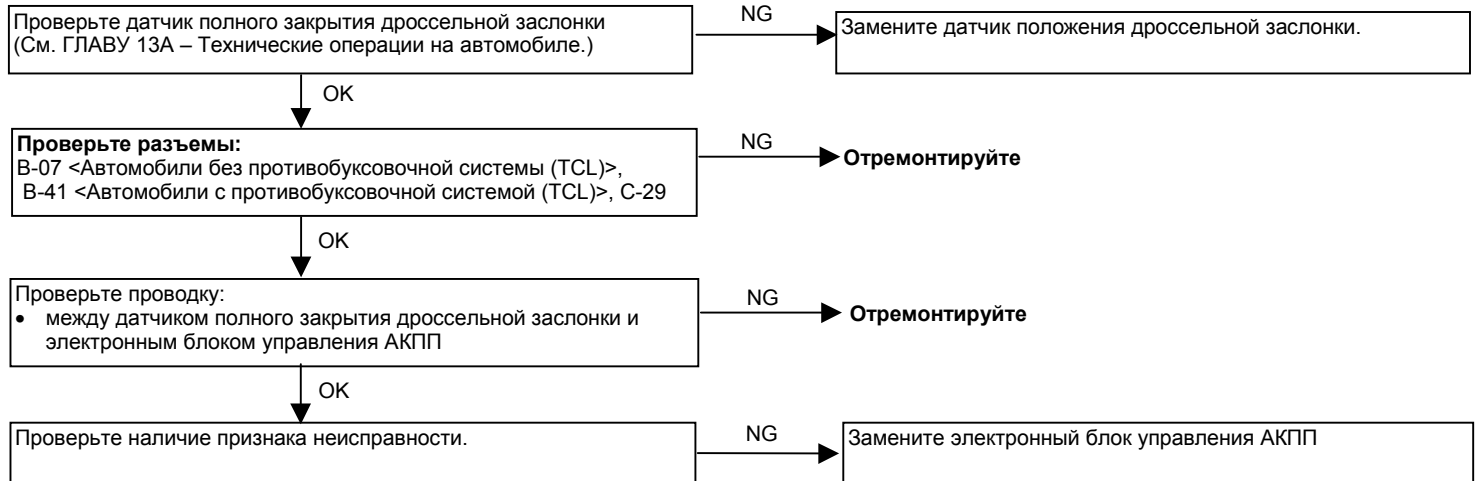 Проверьте датчик полного закрытия дроссельной заслонки
(См. ГЛАВУ 13А – Технические операции на автомобиле.)
NG
Замените датчик положения дроссельной заслонки.
OK
Проверьте разъемы:
B-07 <Автомобили без противобуксовочной системы (TCL)>,
B-41 <Автомобили с противобуксовочной системой (TCL)>, C-29
NG
Отремонтируйте
OK
Проверьте проводку:
• между датчиком полного закрытия дроссельной заслонки и
электронным блоком управления АКПП
NG
Отремонтируйте
OK
Проверьте наличие признака неисправности.
NG
Замените электронный блок управления АКПП